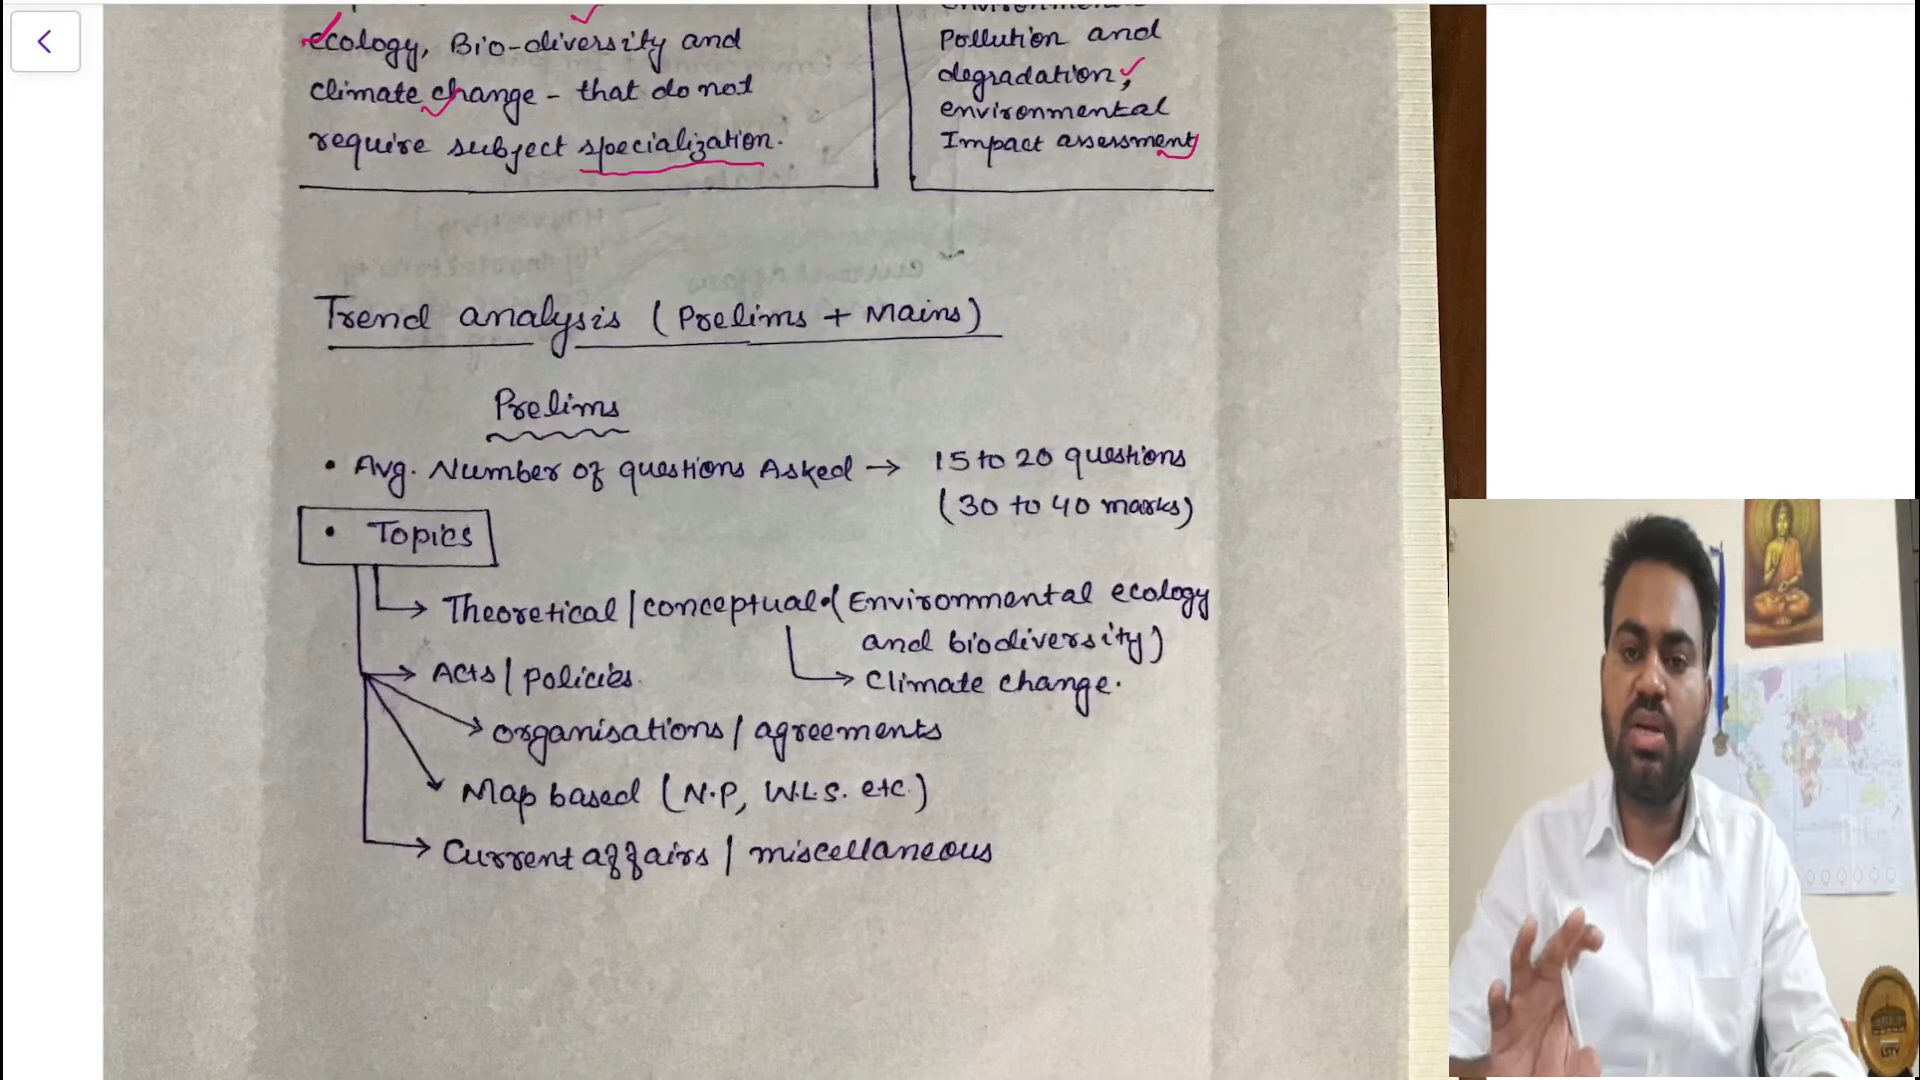 ecology, Bio-diversity and
climate change - that do not
require subject specialization.
Pollution and
degradation,
environmental
Impact assessment
Trend analysis (Prelims + Mains)
Prelims
• Avg. Number of questions Asked → 15 to 20 questions
(30 to 40 marks)
• Topics
→ Theoretical/conceptual • (Environmental ecology
and biodiversity)
→ Climate change.
→ Acts/policies.
→ organisations/agreements
→ Map based (N.P, W.L.S. etc.)
→ Current affairs/miscellaneous
LSTV